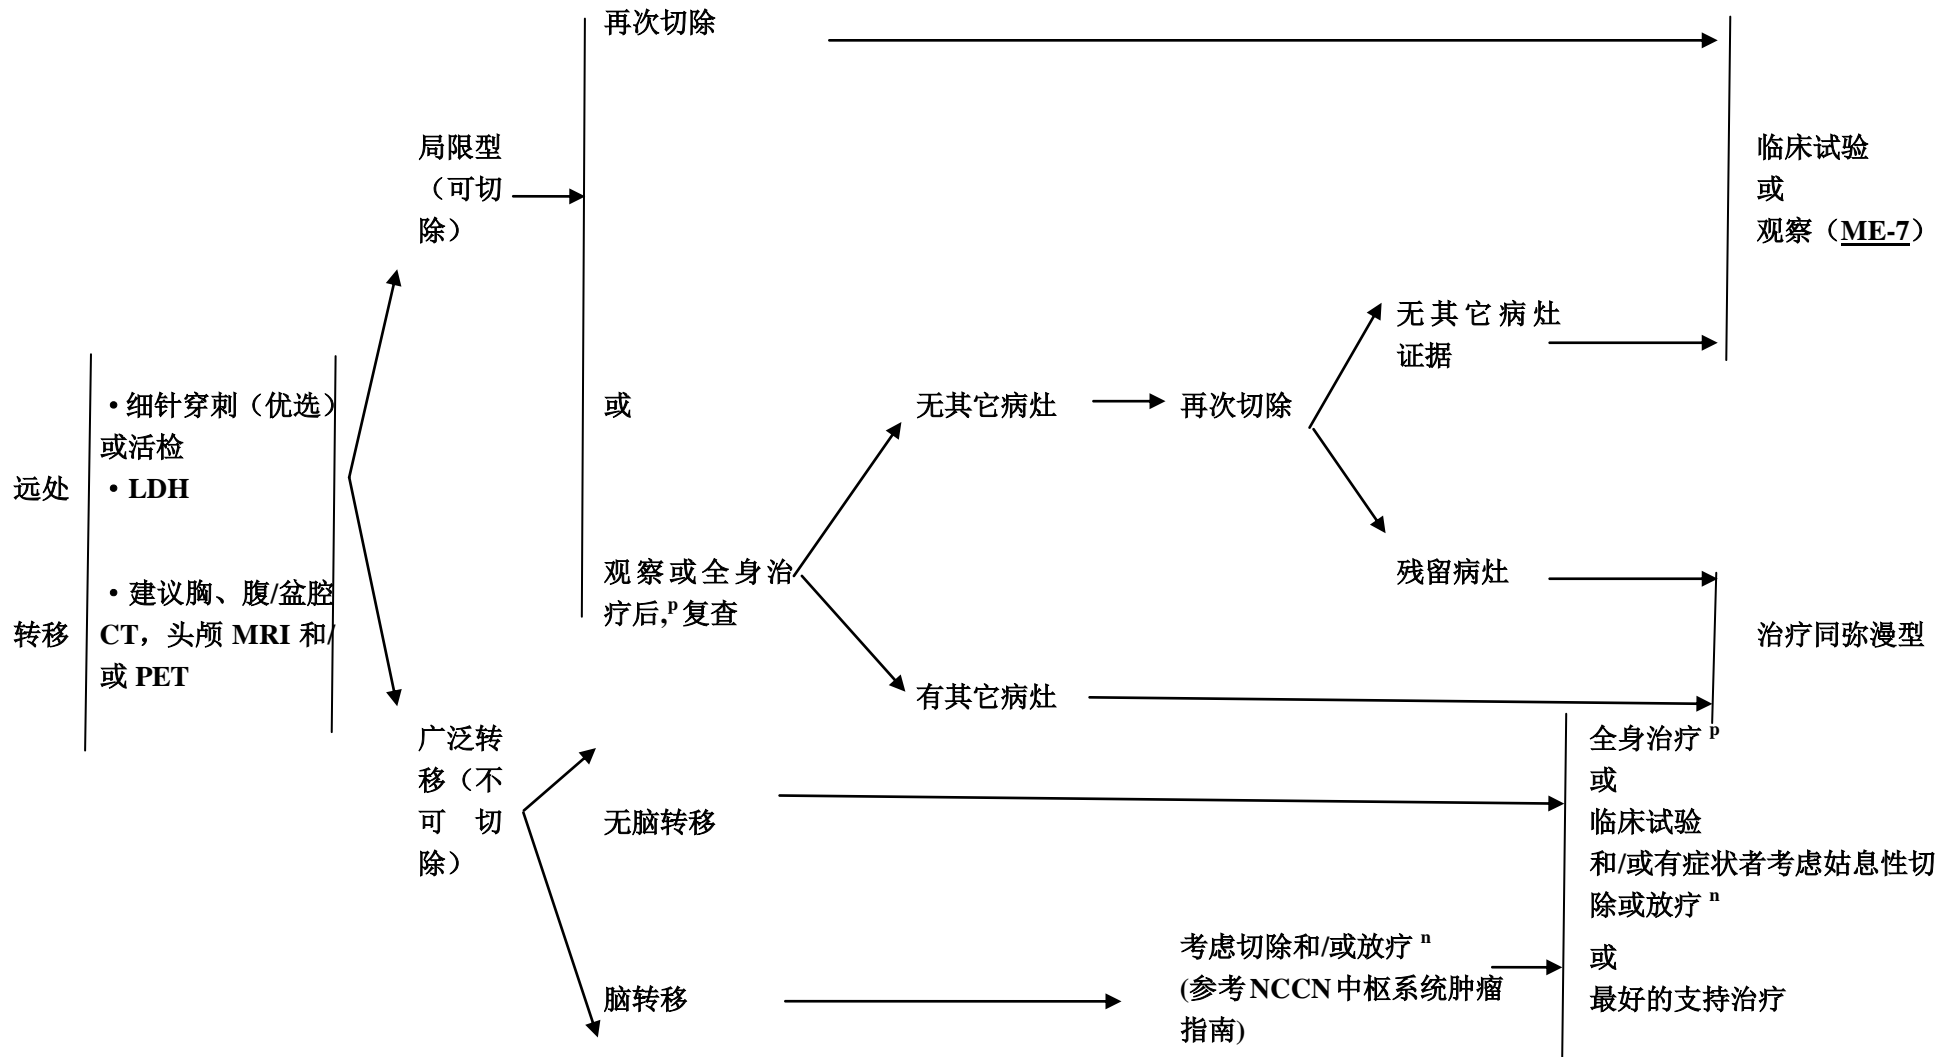 再次切除
局限型
（可切
除）
临床试验
或
观察（ME-7）
无其它病灶
证据
远处
转移
·细针穿刺（优选）
或活检
·LDH
·建议胸、腹/盆腔
CT，头颅 MRI 和/
或 PET
或
无其它病灶
再次切除
观察或全身治
疗后,p复查
残留病灶
治疗同弥漫型
有其它病灶
广泛转
移（不
可切
除）
无脑转移
全身治疗 p
或
临床试验
和/或有症状者考虑姑息性切
除或放疗 n
或
最好的支持治疗
脑转移
考虑切除和/或放疗 n
(参考NCCN中枢系统肿瘤
指南)